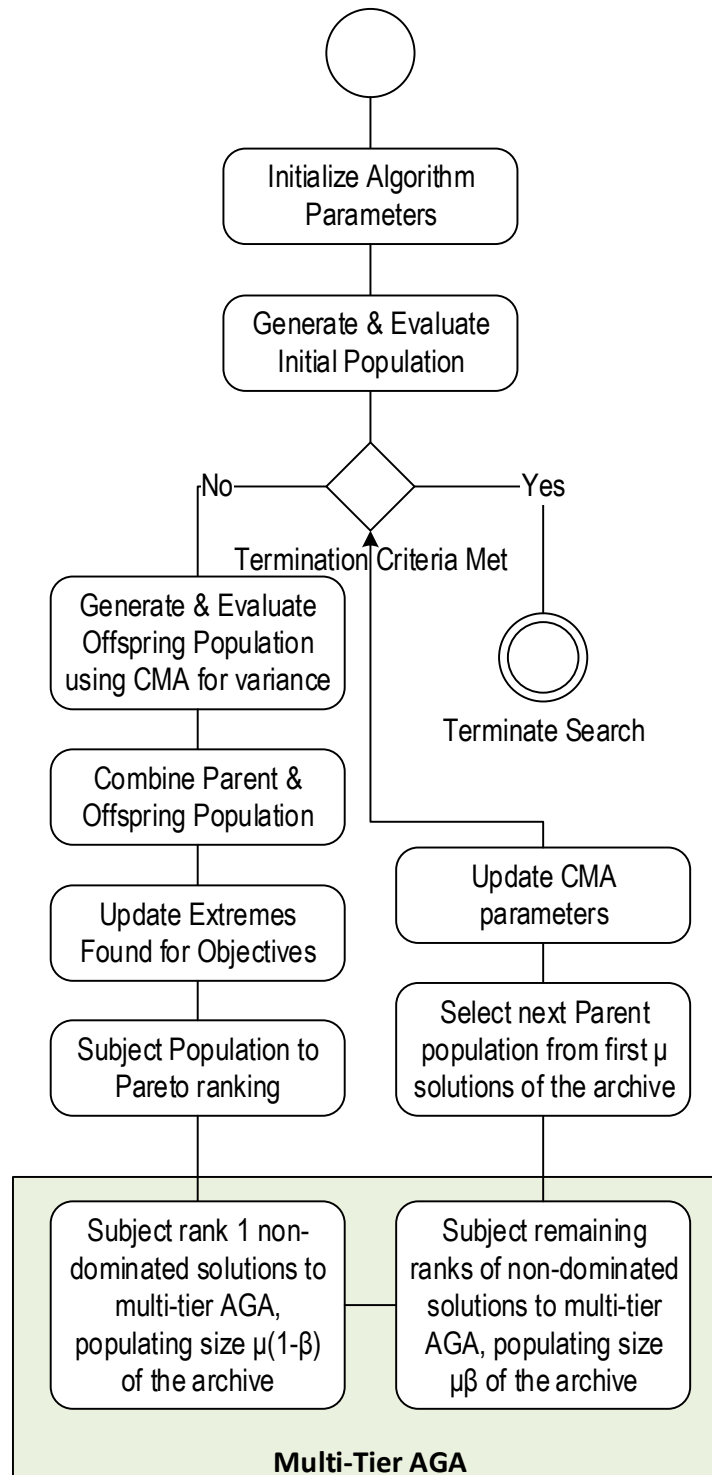 Initialize Algorithm
Parameters
Generate & Evaluate
Initial Population
No
Yes
Termination Criteria Met
Generate & Evaluate
Offspring Population
using CMA for variance
Terminate Search
Combine Parent &
Offspring Population
Update Extremes
Found for Objectives
Subject Population to
Pareto ranking
Update CMA
parameters
Select next Parent
population from first μ
solutions of the archive
Subject rank 1 non-
dominated solutions to
multi-tier AGA,
populating size μ(1-β)
of the archive
Subject remaining
ranks of non-dominated
solutions to multi-tier
AGA, populating size
μβ of the archive
Multi-Tier AGA